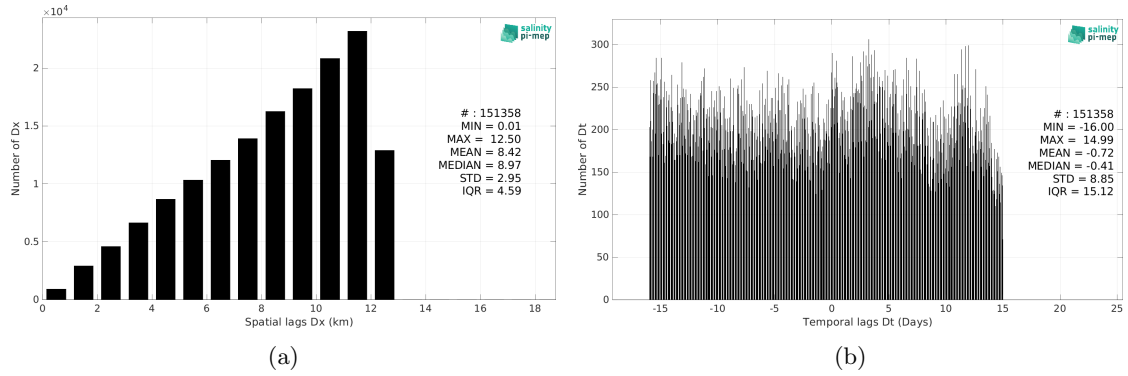 ×10⁴
2
1.5
1
0.5
0
Number of Dx
salinity
pi-mep
# : 151358
MIN = 0.01
MAX = 12.50
MEAN = 8.42
MEDIAN = 8.97
STD = 2.95
IQR = 4.59
0 2 4 6 8 10 12 14 16 18
Spatial lags Dx (km)
(a)
300
250
200
150
100
50
0
Number of Dt
salinity
pi-mep
# : 151358
MIN = -16.00
MAX = 14.99
MEAN = -0.72
MEDIAN = -0.41
STD = 8.85
IQR = 15.12
-15 -10 -5 0 5 10 15 20 25
Temporal lags Dt (Days)
(b)